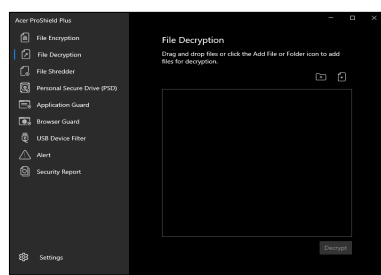 Acer ProShield Plus
File Encryption
File Decryption
File Shredder
Personal Secure Drive (PSD)
Application Guard
Browser Guard
USB Device Filter
Alert
Security Report
Settings
File Decryption
Drag and drop files or click the Add File or Folder icon to add
files for decryption.
Decrypt